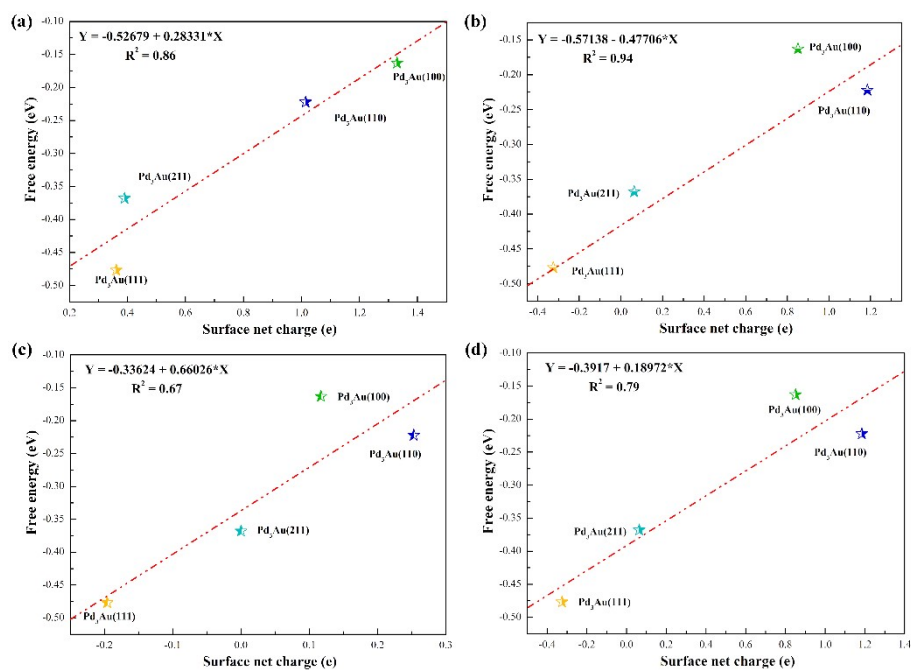 (a)
Y = -0.52679 + 0.28331*X
R² = 0.86
Pd₃Au(100)
Pd₃Au(110)
Pd₃Au(211)
Pd₃Au(111)
Free energy (eV)
-0.10
-0.15
-0.20
-0.25
-0.30
-0.35
-0.40
-0.45
-0.50
0.2 0.4 0.6 0.8 1.0 1.2 1.4
Surface net charge (e)
(b)
Y = -0.57138 - 0.47706*X
R² = 0.94
Pd₃Au(100)
Pd₃Au(110)
Pd₃Au(211)
Pd₃Au(111)
Free energy (eV)
-0.15
-0.20
-0.25
-0.30
-0.35
-0.40
-0.45
-0.50
-0.4 -0.2 0.0 0.2 0.4 0.6 0.8 1.0 1.2
Surface net charge (e)
(c)
Y = -0.33624 + 0.66026*X
R² = 0.67
Pd₃Au(100)
Pd₃Au(110)
Pd₃Au(211)
Pd₃Au(111)
Free energy (eV)
-0.10
-0.15
-0.20
-0.25
-0.30
-0.35
-0.40
-0.45
-0.50
-0.2 -0.1 0.0 0.1 0.2 0.3
Surface net charge (e)
(d)
Y = -0.3917 + 0.18972*X
R² = 0.79
Pd₃Au(100)
Pd₃Au(110)
Pd₃Au(211)
Pd₃Au(111)
Free energy (eV)
-0.10
-0.15
-0.20
-0.25
-0.30
-0.35
-0.40
-0.45
-0.50
-0.4 -0.2 0.0 0.2 0.4 0.6 0.8 1.0 1.2 1.4
Surface net charge (e)